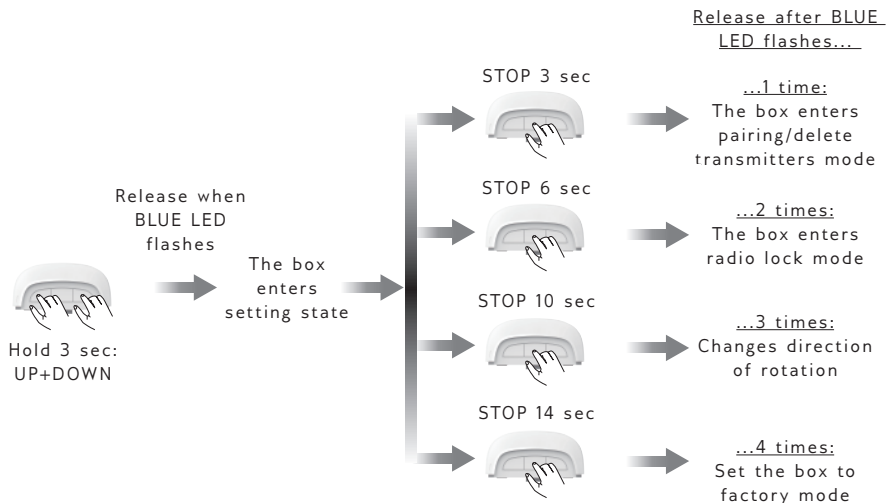 Release after BLUE
LED flashes...
STOP 3 sec
...1 time:
The box enters
pairing/delete
transmitters mode
STOP 6 sec
Release when
BLUE LED
flashes
...2 times:
The box enters
radio lock mode
The box
enters
setting state
STOP 10 sec
Hold 3 sec:
UP+DOWN
...3 times:
Changes direction
of rotation
STOP 14 sec
...4 times:
Set the box to
factory mode